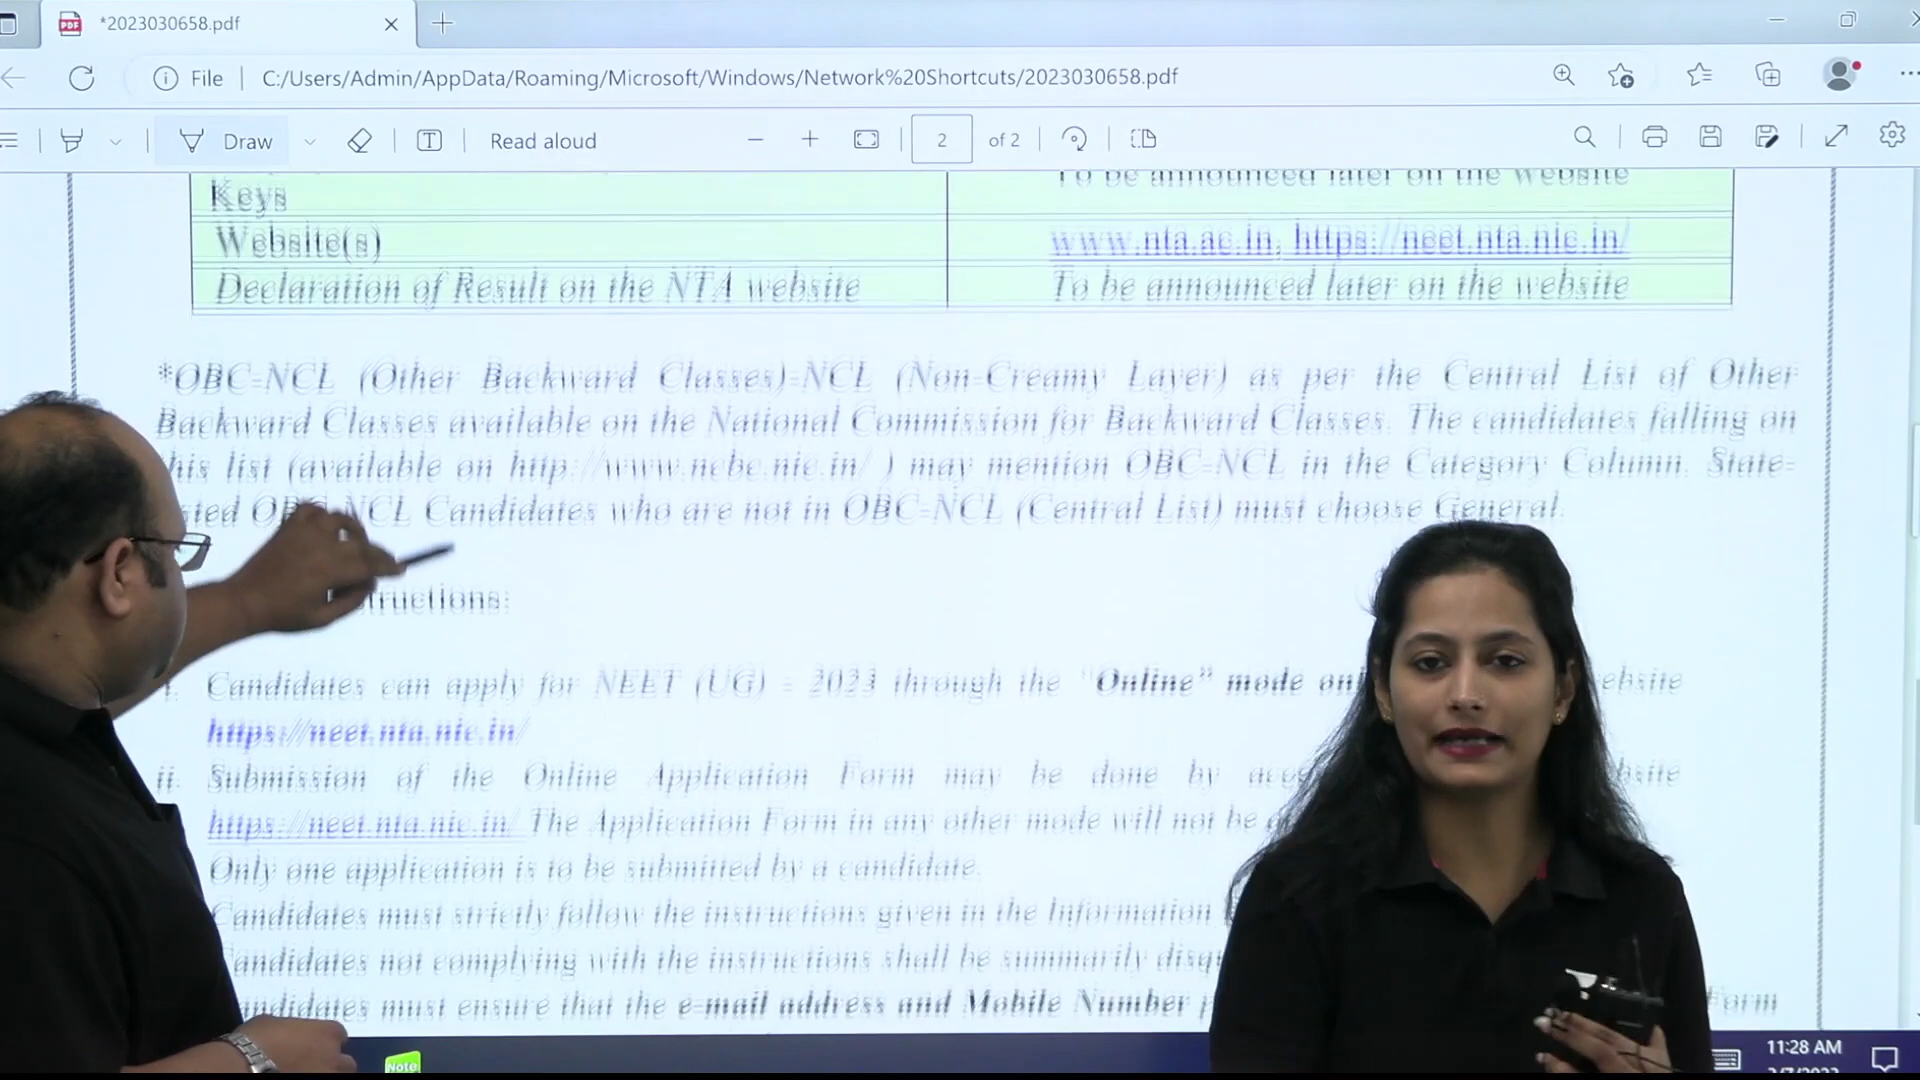 *2023030658.pdf
File C:/Users/Admin/AppData/Roaming/Microsoft/Windows/Network%20Shortcuts/2023030658.pdf
Draw Read aloud 2 of 2
Keys To be announced later on the website
Website(s) www.nta.ac.in, https://neet.nta.nic.in/
Declaration of Result on the NTA website To be announced later on the website
*OBC-NCL (Other Backward Classes)-NCL (Non-Creamy Layer) as per the Central List of Other
Backward Classes available on the National Commission for Backward Classes. The candidates falling on
this list (available on http://www.ncbc.nic.in/ ) may mention OBC-NCL in the Category Column. State-
OBC-NCL Candidates who are not in OBC-NCL (Central List) must choose General.
i. Candidates can apply for NEET (UG) - 2023 through the "Online" mode
https://neet.nta.nic.in/
ii. Submission of the Online Application Form may be done by
https://neet.nta.nic.in/ The Application Form in any other mode will not be
Only one application is to be submitted by a candidate.
Candidates must strictly follow the instructions given in the Information
Candidates not complying with the instructions shall be summarily
Candidates must ensure that the e-mail address and Mobile Number Form
Note
11:28 AM